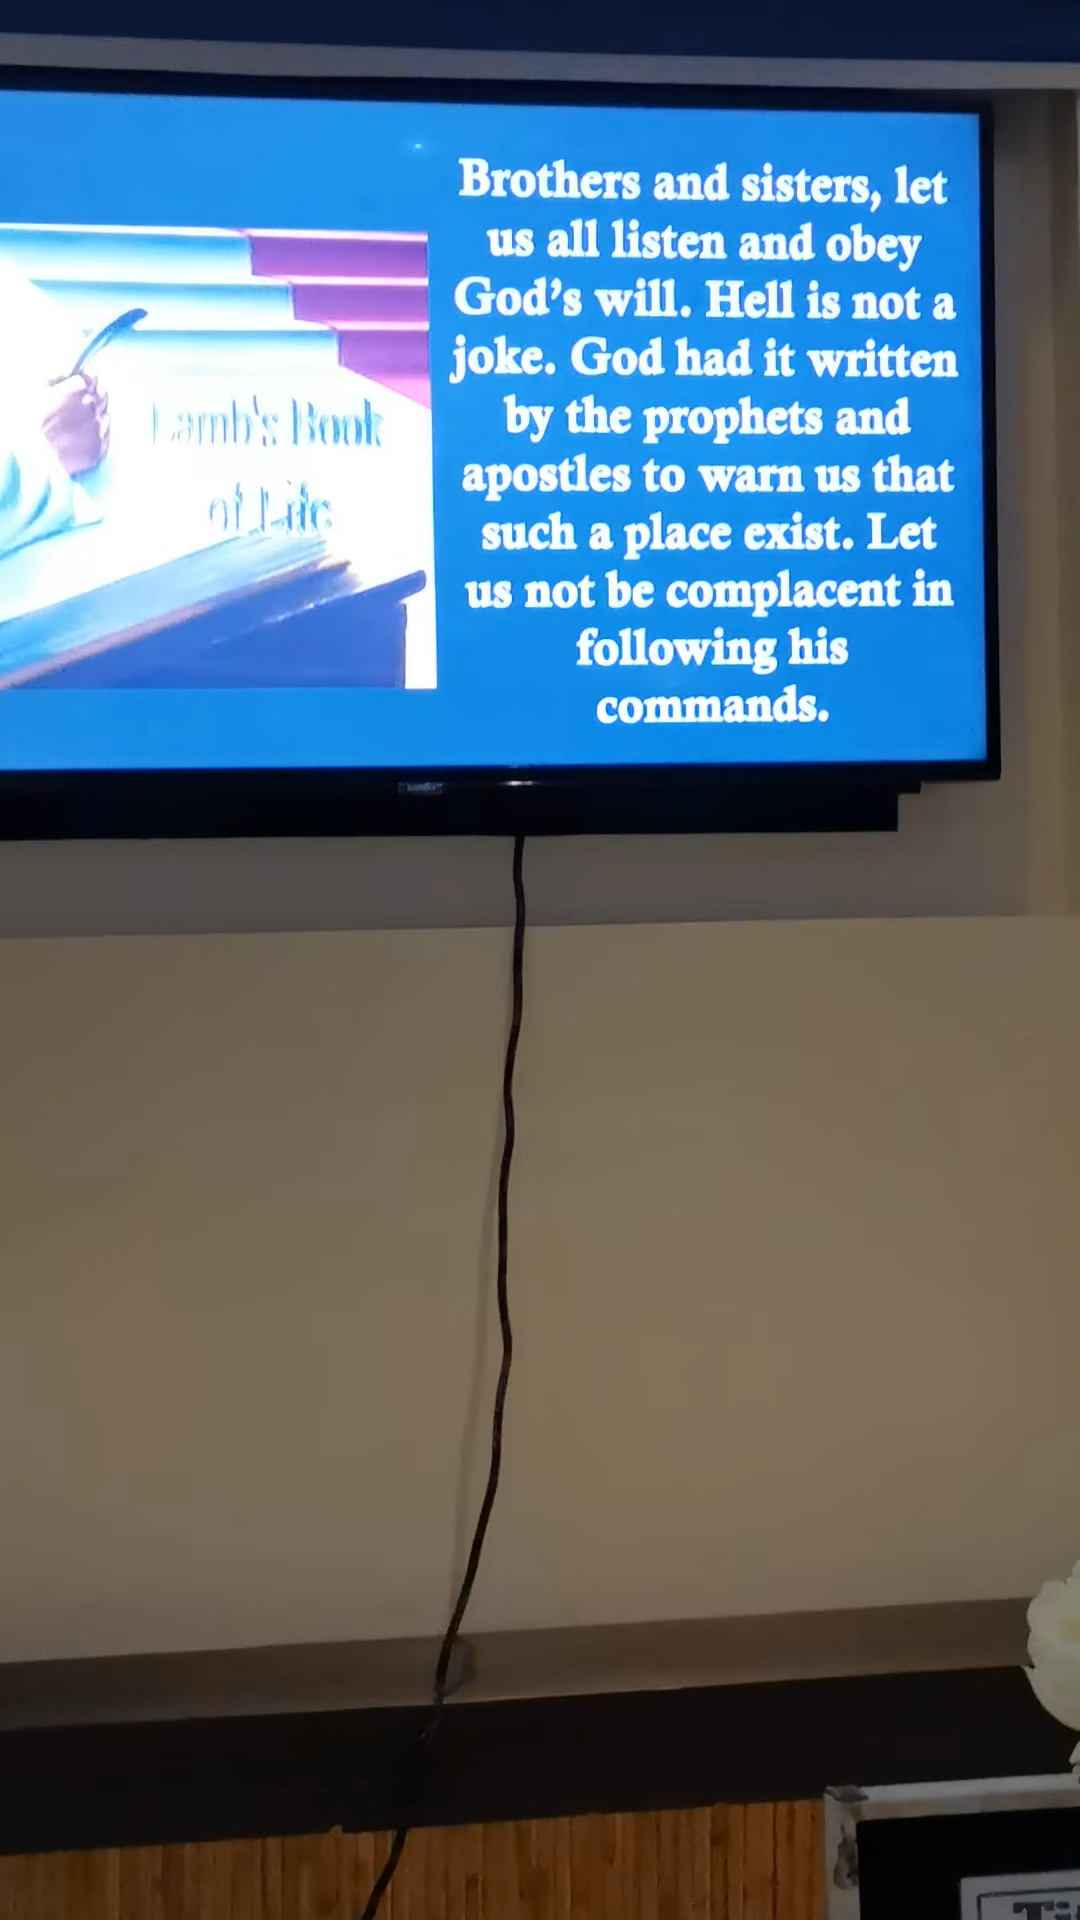 Brothers and sisters, let
us all listen and obey
God's will. Hell is not a
joke. God had it written
by the prophets and
apostles to warn us that
such a place exist. Let
us not be complacent in
following his
commands.
Lamb's Book
of Life